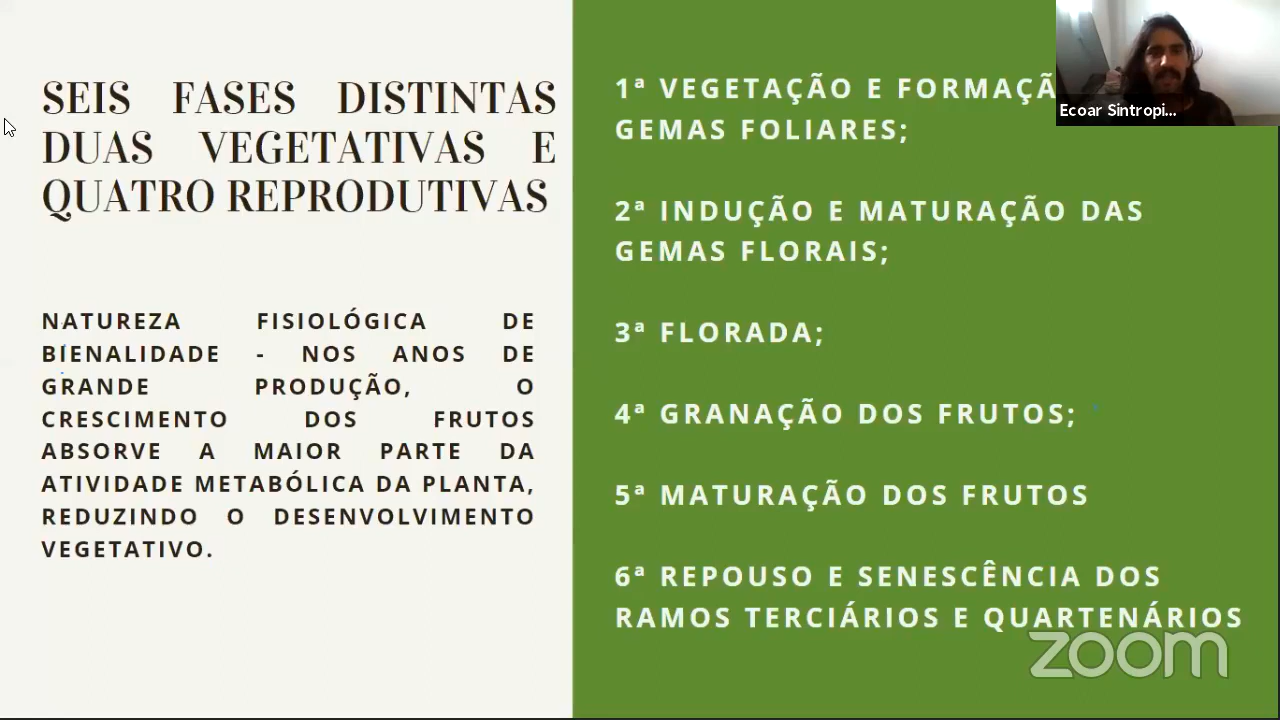 SEIS FASES DISTINTAS
DUAS VEGETATIVAS E
QUATRO REPRODUTIVAS
NATUREZA FISIOLÓGICA DE
BIENALIDADE - NOS ANOS DE
GRANDE PRODUÇÃO, O
CRESCIMENTO DOS FRUTOS
ABSORVE A MAIOR PARTE DA
ATIVIDADE METABÓLICA DA PLANTA,
REDUZINDO O DESENVOLVIMENTO
VEGETATIVO.
1ª VEGETAÇÃO E FORMAÇÃ
GEMAS FOLIARES;
2ª INDUÇÃO E MATURAÇÃO DAS
GEMAS FLORAIS;
3ª FLORADA;
4ª GRANAÇÃO DOS FRUTOS;
5ª MATURAÇÃO DOS FRUTOS
6ª REPOUSO E SENESCÊNCIA DOS
RAMOS TERCIÁRIOS E QUARTENÁRIOS
Ecoar Sintropi...
zoom